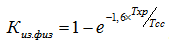 Kиз.физ = 1 − e^−1,6×Tхр/Tсс